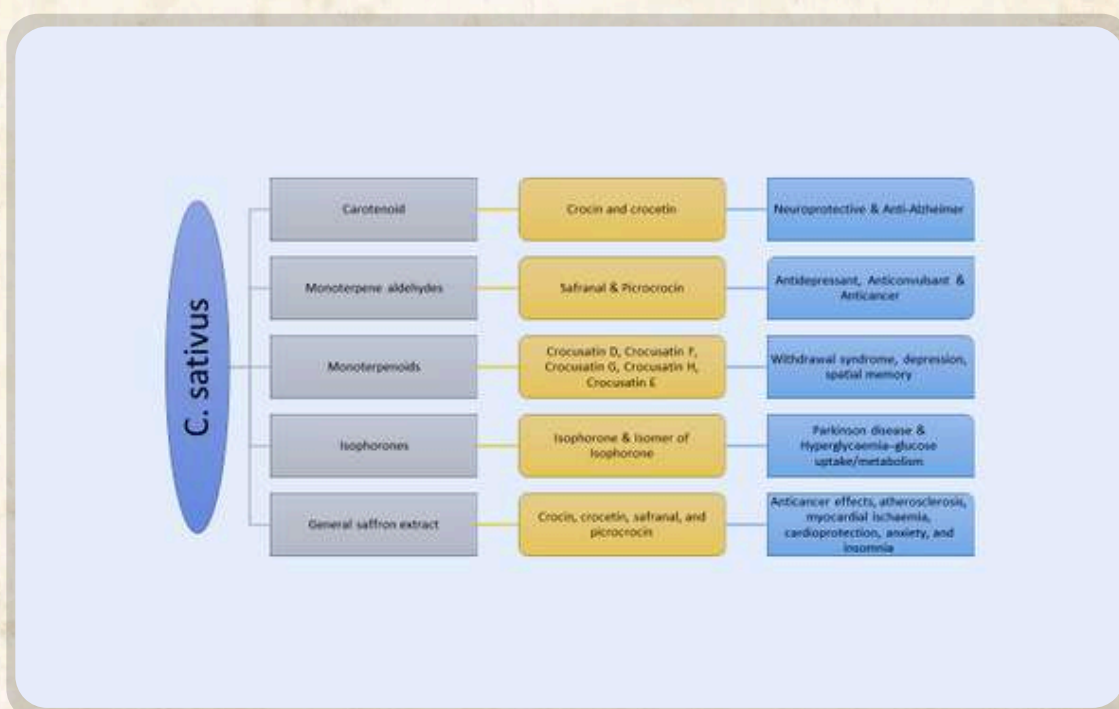 C. sativus
Carotenoid
Crocin and crocetin
Neuroprotective & Anti-Alzheimer
Monoterpene aldehydes
Safranal & Picrocrocin
Antidepressant, Anticonvulsant &
Anticancer
Monoterpenoids
Crocusatin D, Crocusatin F,
Crocusatin G, Crocusatin H,
Crocusatin E
Withdrawal syndrome, depression,
spatial memory
Isophorones
Isophorone & Isomer of
Isophorone
Parkinson disease &
Hyperglycaemia–glucose
uptake/metabolism
General saffron extract
Crocin, crocetin, safranal, and
picrocrocin
Anticancer effects, atherosclerosis,
myocardial ischaemia,
cardioprotection, anxiety, and
insomnia